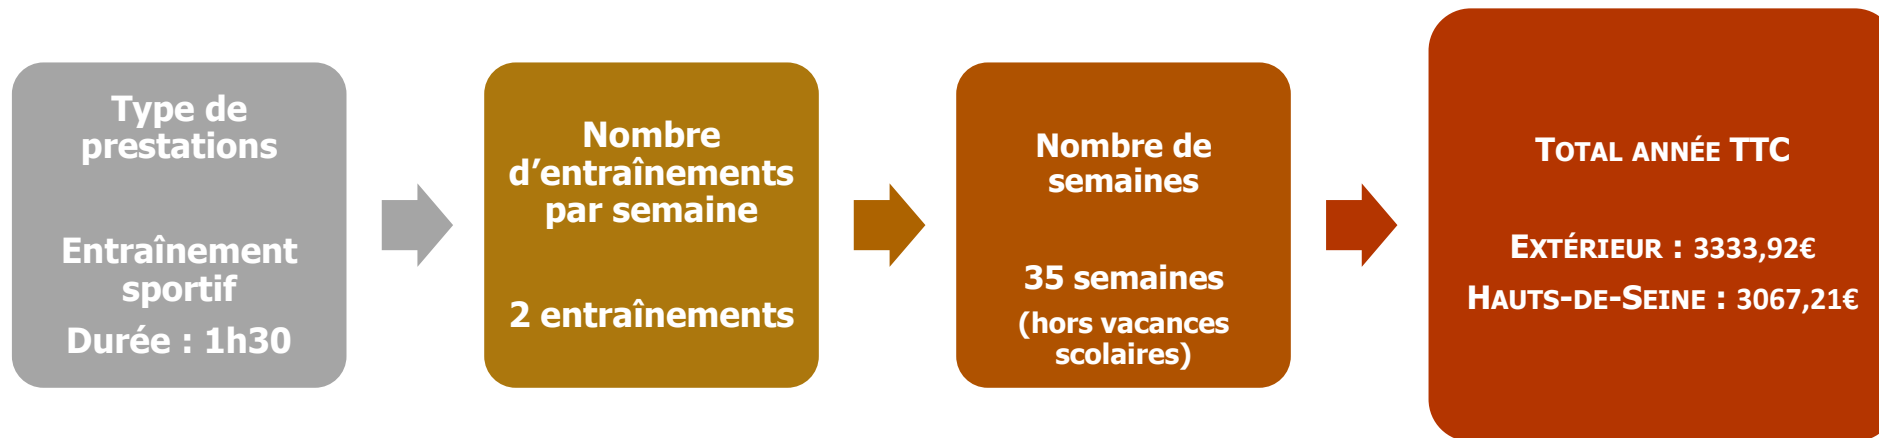 Type de
prestations
Entraînement
sportif
Durée : 1h30
Nombre
d’entraînements
par semaine
2 entraînements
Nombre de
semaines
35 semaines
(hors vacances
scolaires)
TOTAL ANNÉE TTC
EXTÉRIEUR : 3333,92€
HAUTS-DE-SEINE : 3067,21€